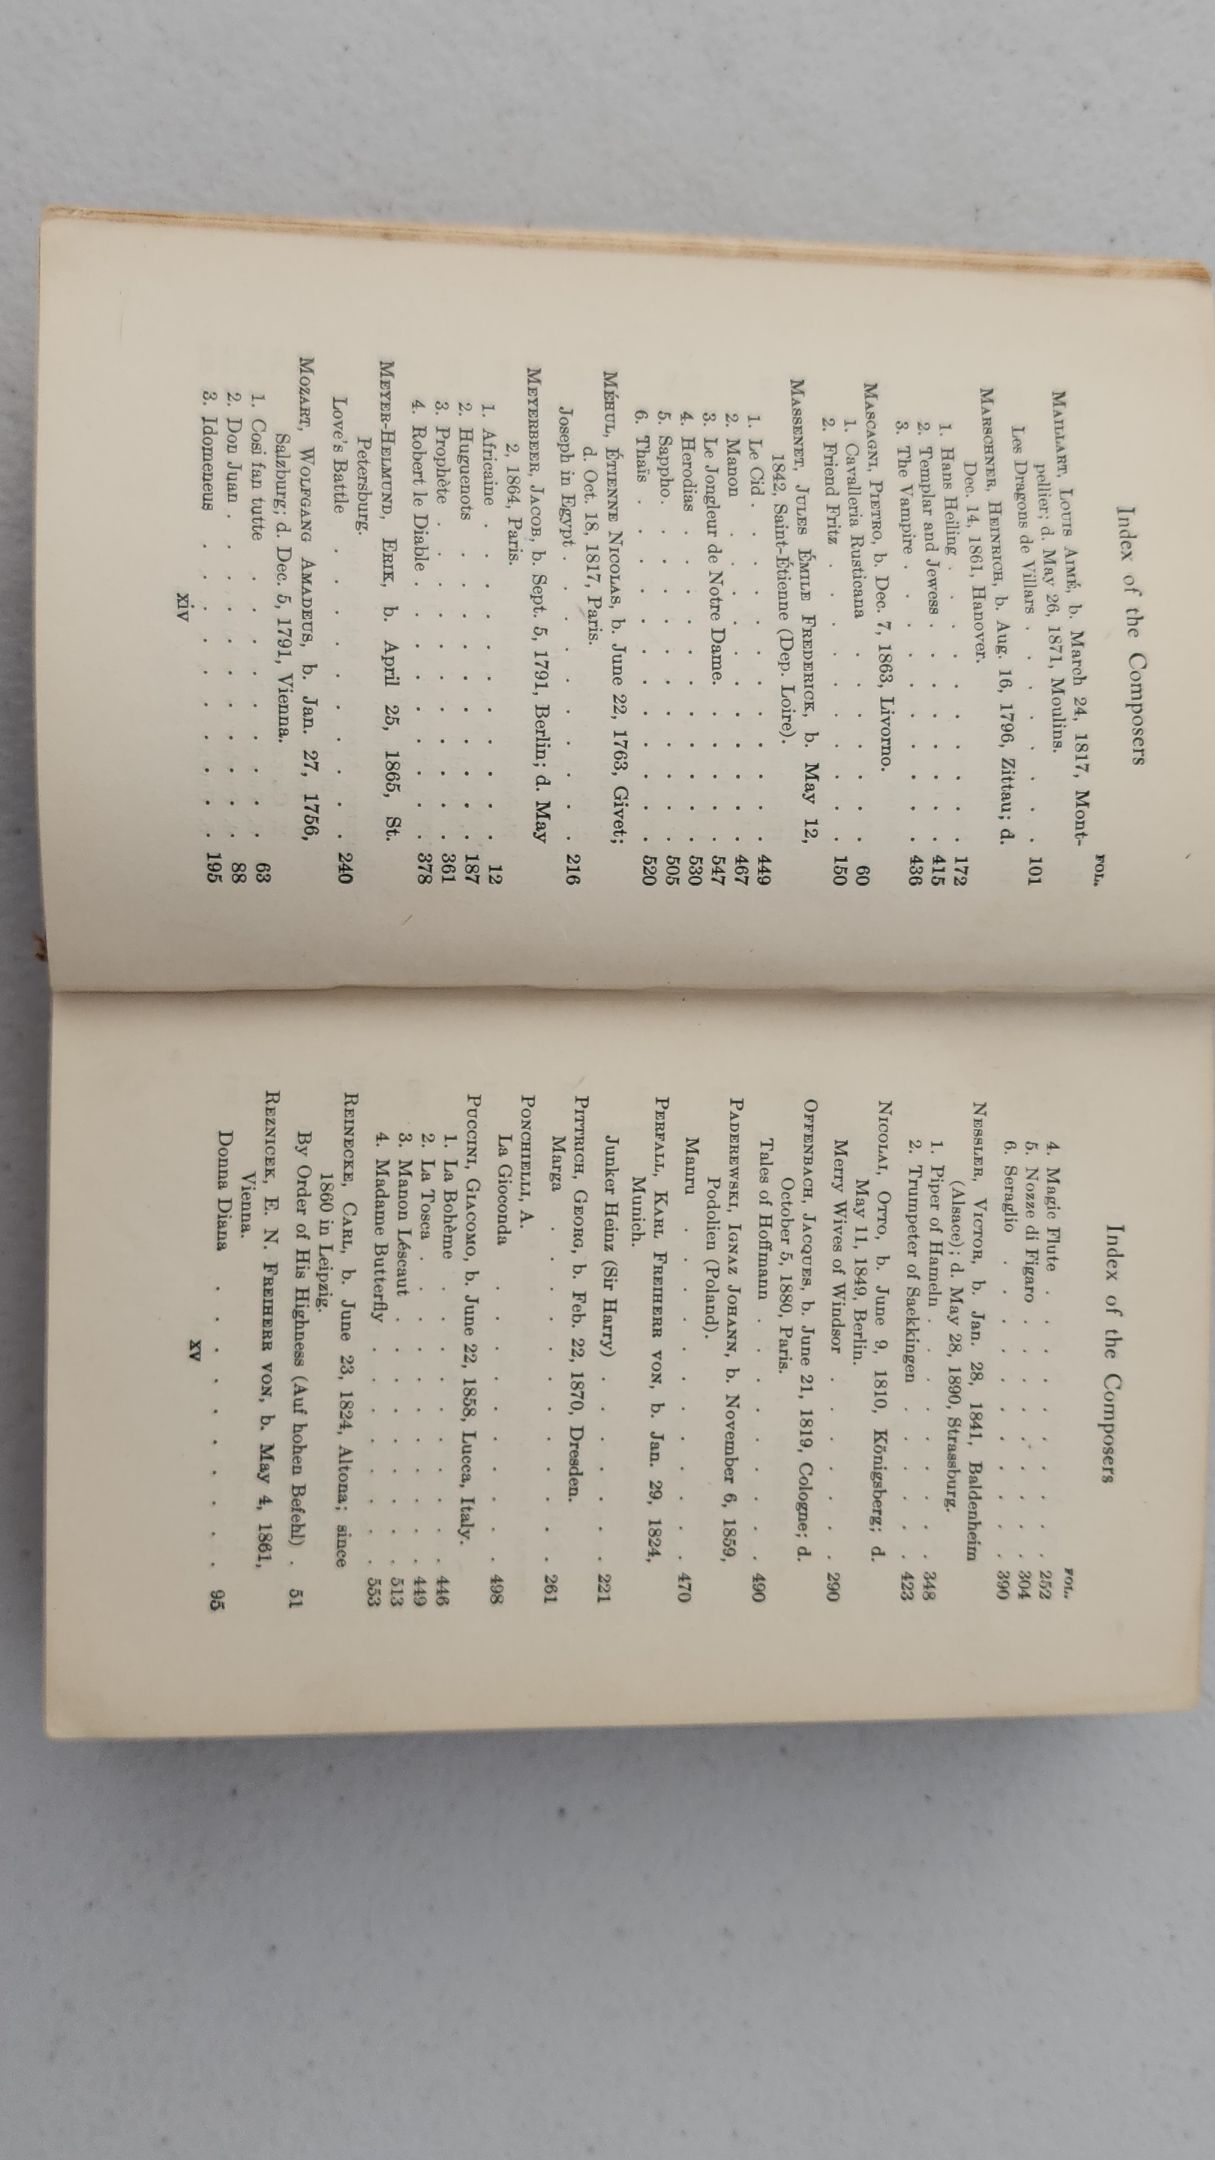 Index of the Composers
FOL.
MAILLART, LOUIS AIMÉ, b. March 24, 1817, Mont-
pellier; d. May 26, 1871, Moulins.
Les Dragons de Villars . . . . . . 101
MARSCHNER, HEINRICH, b. Aug. 16, 1796, Zittau; d.
Dec. 14, 1861, Hanover.
1. Hans Heiling . . . . . . . 172
2. Templar and Jewess . . . . . . 415
3. The Vampire . . . . . . . 436
MASCAGNI, PIETRO, b. Dec. 7, 1863, Livorno.
1. Cavalleria Rusticana . . . . . 60
2. Friend Fritz . . . . . . . 150
MASSENET, JULES ÉMILE FREDERICK, b. May 12,
1842, Saint-Étienne (Dep. Loire).
1. Le Cid . . . . . . . . 449
2. Manon . . . . . . . . 467
3. Le Jongleur de Notre Dame. . . . . 547
4. Herodias . . . . . . . . 530
5. Sappho. . . . . . . . . 505
6. Thaïs . . . . . . . . 520
MÉHUL, ÉTIENNE NICOLAS, b. June 22, 1763, Givet;
d. Oct. 18, 1817, Paris.
Joseph in Egypt . . . . . . . 216
MEYERBEER, JACOB, b. Sept. 5, 1791, Berlin; d. May
2, 1864, Paris.
1. Africaine . . . . . . . . 12
2. Huguenots . . . . . . . 187
3. Prophète . . . . . . . . 361
4. Robert le Diable . . . . . . . 378
MEYER-HELMUND, ERIK, b. April 25, 1865, St.
Petersburg.
Love's Battle . . . . . . . 240
MOZART, WOLFGANG AMADEUS, b. Jan. 27, 1756,
Salzburg; d. Dec. 5, 1791, Vienna.
1. Cosi fan tutte . . . . . . . 63
2. Don Juan . . . . . . . . 88
3. Idomeneus . . . . . . . 195
xiv
Index of the Composers
FOL.
4. Magic Flute . . . . . . . 252
5. Nozze di Figaro . . . . . . . 304
6. Seraglio . . . . . . . . 390
NESSLER, VICTOR, b. Jan. 28, 1841, Baldenheim
(Alsace); d. May 28, 1890, Strassburg.
1. Piper of Hameln . . . . . . 348
2. Trumpeter of Saekkingen . . . . . 423
NICOLAI, OTTO, b. June 9, 1810, Königsberg; d.
May 11, 1849, Berlin.
Merry Wives of Windsor . . . . . 290
OFFENBACH, JACQUES, b. June 21, 1819, Cologne; d.
October 5, 1880, Paris.
Tales of Hoffmann . . . . . . 490
PADEREWSKI, IGNAZ JOHANN, b. November 6, 1859,
Podolien (Poland).
Manru . . . . . . . . 470
PERFALL, KARL FREIHERR VON, b. Jan. 29, 1824,
Munich.
Junker Heinz (Sir Harry) . . . . . 221
PITTRICH, GEORG, b. Feb. 22, 1870, Dresden.
Marga . . . . . . . . 261
PONCHIELLI, A.
La Gioconda . . . . . . . 498
PUCCINI, GIACOMO, b. June 22, 1858, Lucca, Italy.
1. La Bohème . . . . . . . 446
2. La Tosca . . . . . . . . 449
3. Manon Léscaut . . . . . . . 513
4. Madame Butterfly . . . . . . 553
REINECKE, CARL, b. June 23, 1824, Altona; since
1860 in Leipzig.
By Order of His Highness (Auf hohen Befehl) . 51
REZNICEK, E. N. FREIHERR VON, b. May 4, 1861,
Vienna.
Donna Diana . . . . . . . 95
xv